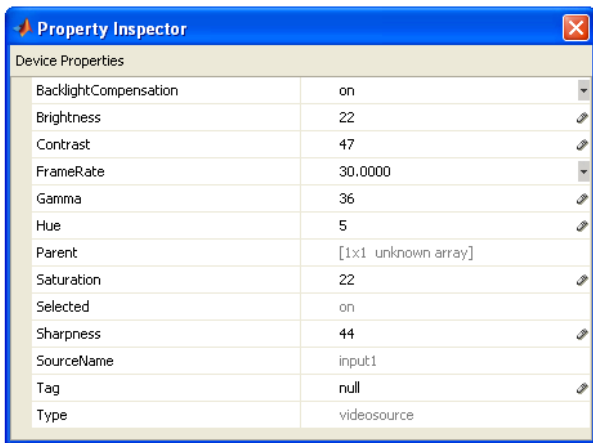 Property Inspector
Device Properties
BacklightCompensation on
Brightness 22
Contrast 47
FrameRate 30.0000
Gamma 36
Hue 5
Parent [1x1 unknown array]
Saturation 22
Selected on
Sharpness 44
SourceName input1
Tag null
Type videosource